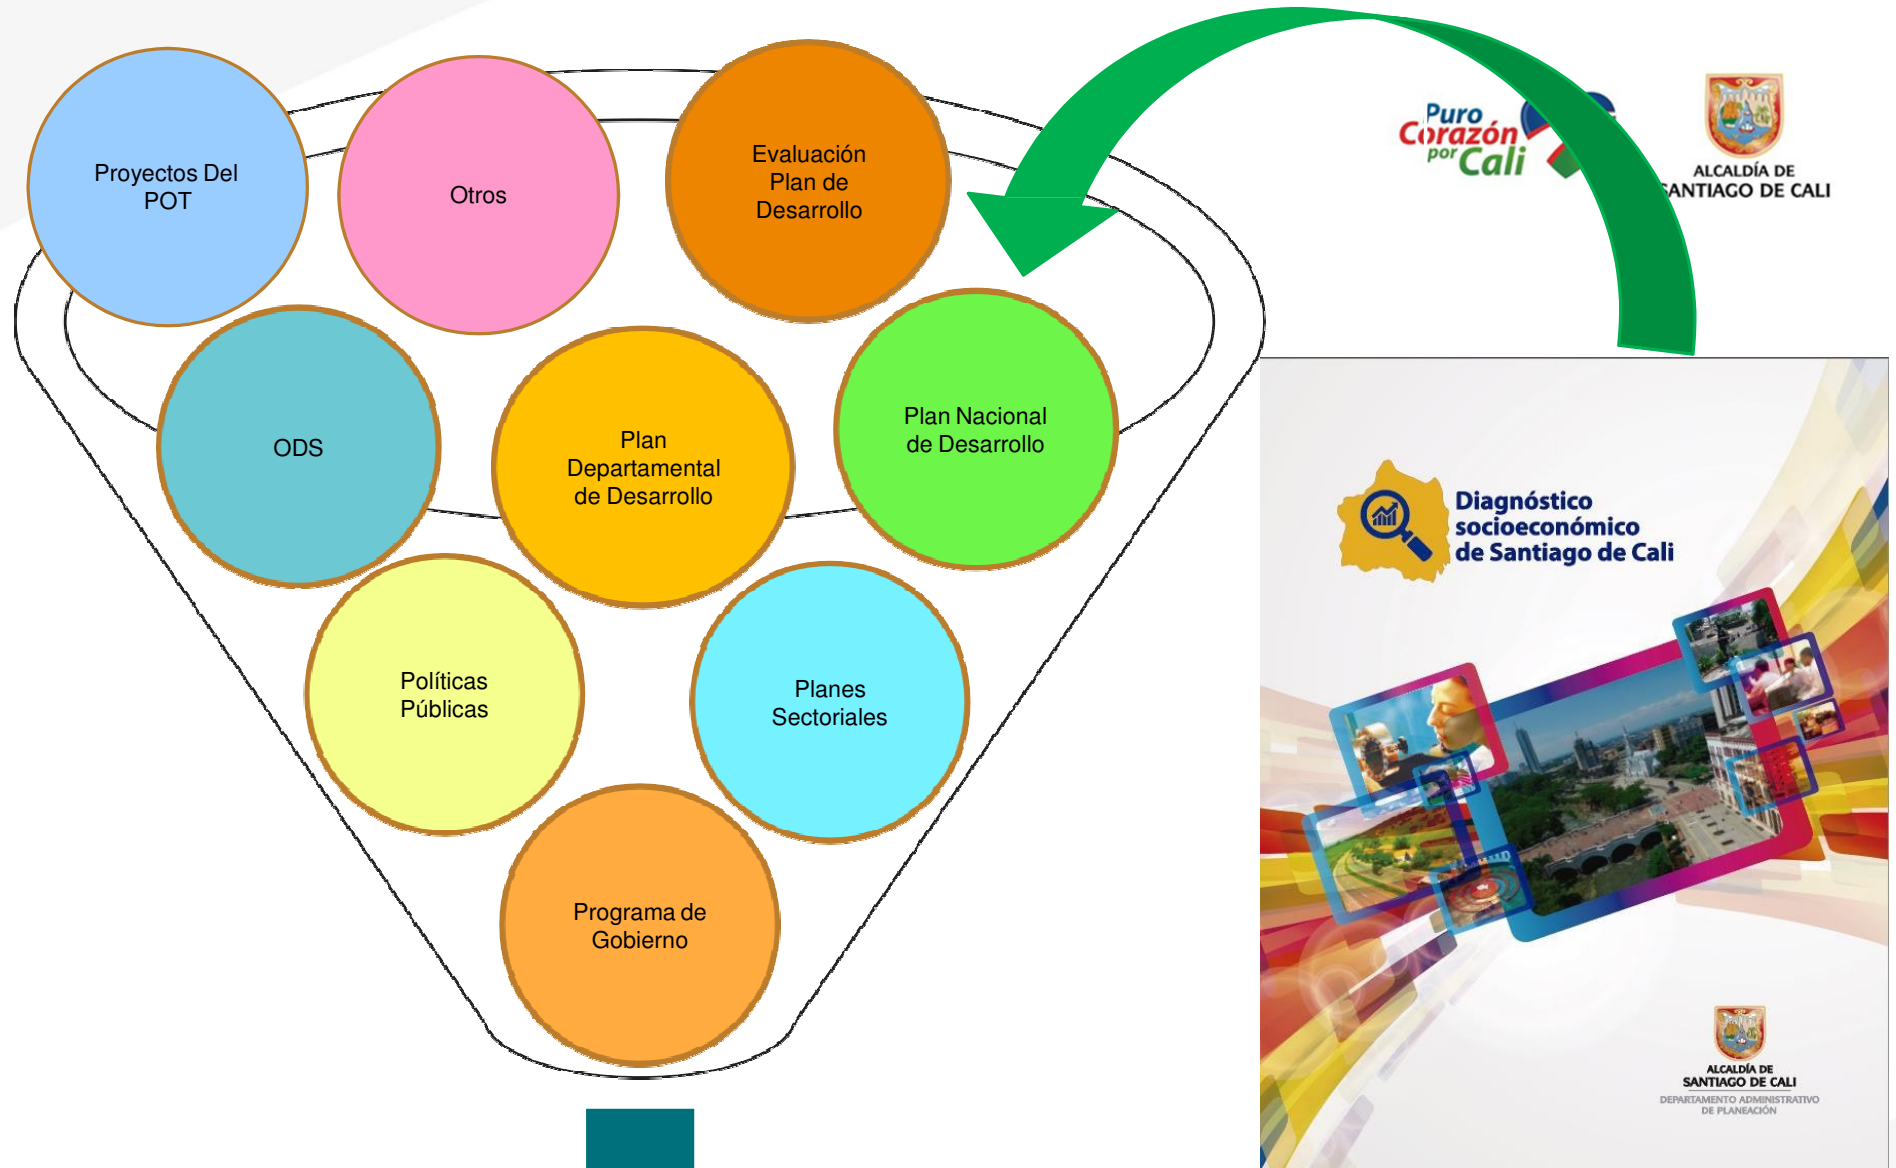 Proyectos Del
POT
Otros
Evaluación
Plan de
Desarrollo
Puro
Corazón
por Cali
ALCALDÍA DE
SANTIAGO DE CALI
ODS
Plan
Departamental
de Desarrollo
Plan Nacional
de Desarrollo
Políticas
Públicas
Planes
Sectoriales
Programa de
Gobierno
Diagnóstico
socioeconómico
de Santiago de Cali
ALCALDÍA DE
SANTIAGO DE CALI
DEPARTAMENTO ADMINISTRATIVO
DE PLANEACIÓN